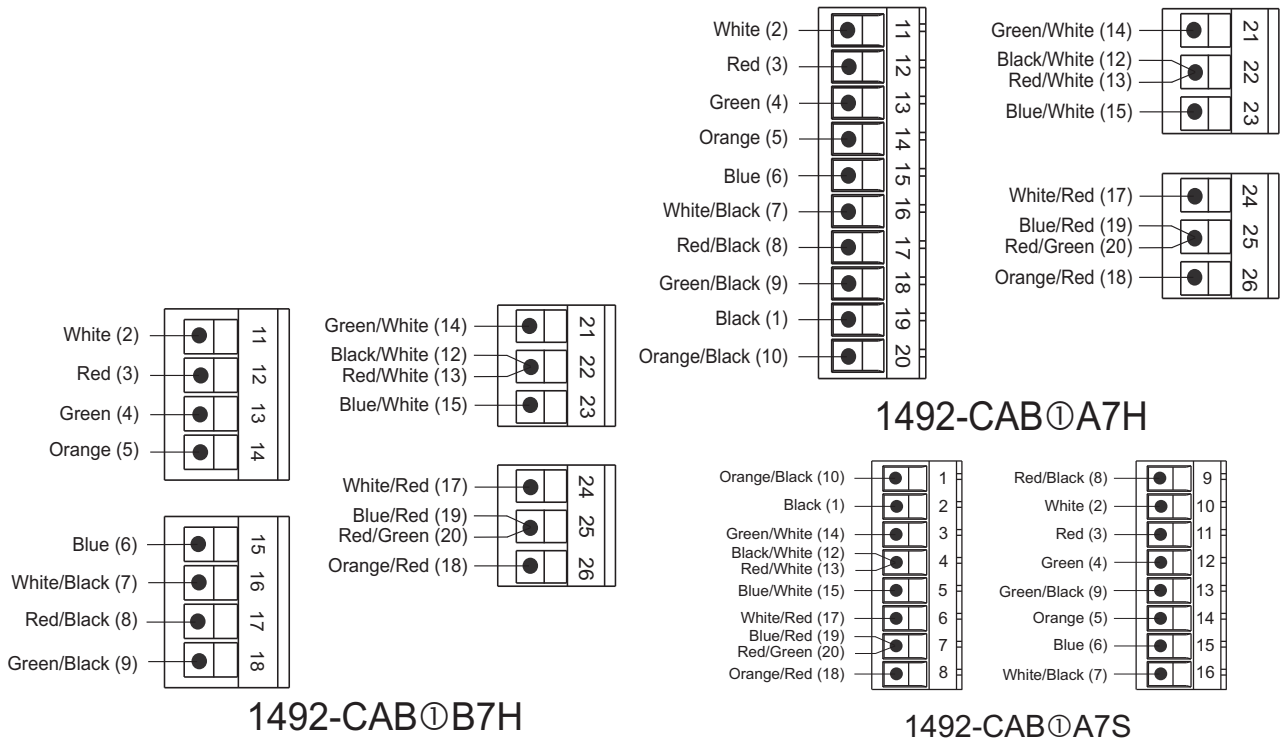 White (2) 11
Red (3) 12
Green (4) 13
Orange (5) 14
Blue (6) 15
White/Black (7) 16
Red/Black (8) 17
Green/Black (9) 18
Black (1) 19
Orange/Black (10) 20
Green/White (14) 21
Black/White (12)
Red/White (13) 22
Blue/White (15) 23
White/Red (17) 24
Blue/Red (19)
Red/Green (20) 25
Orange/Red (18) 26
1492-CAB①A7H
White (2) 11
Red (3) 12
Green (4) 13
Orange (5) 14
Blue (6) 15
White/Black (7) 16
Red/Black (8) 17
Green/Black (9) 18
Green/White (14) 21
Black/White (12)
Red/White (13) 22
Blue/White (15) 23
White/Red (17) 24
Blue/Red (19)
Red/Green (20) 25
Orange/Red (18) 26
1492-CAB①B7H
Orange/Black (10) 1
Black (1) 2
Green/White (14) 3
Black/White (12)
Red/White (13) 4
Blue/White (15) 5
White/Red (17) 6
Blue/Red (19)
Red/Green (20) 7
Orange/Red (18) 8
Red/Black (8) 9
White (2) 10
Red (3) 11
Green (4) 12
Green/Black (9) 13
Orange (5) 14
Blue (6) 15
White/Black (7) 16
1492-CAB①A7S